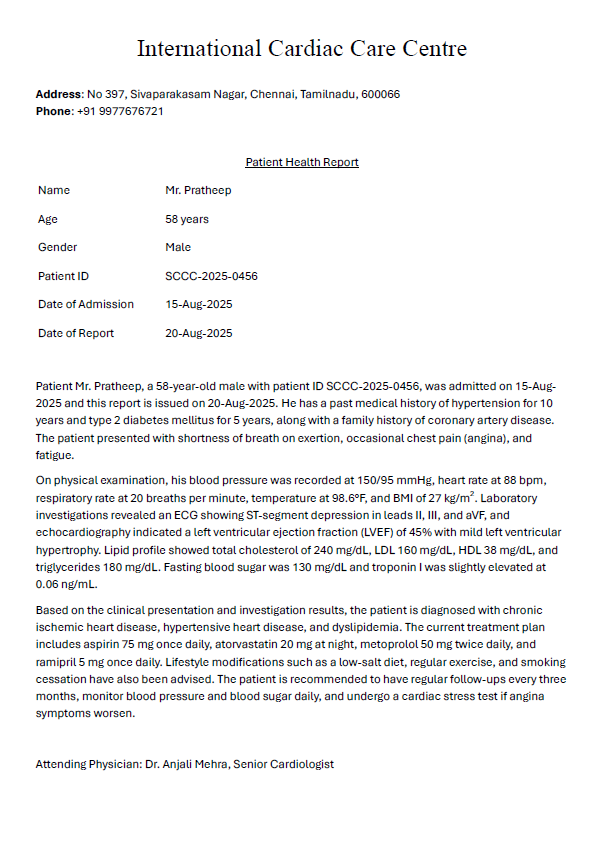 International Cardiac Care Centre
Address: No 397, Sivaparakasam Nagar, Chennai, Tamilnadu, 600066
Phone: +91 9977676721
Patient Health Report
Name Mr. Pratheep
Age 58 years
Gender Male
Patient ID SCCC-2025-0456
Date of Admission 15-Aug-2025
Date of Report 20-Aug-2025
Patient Mr. Pratheep, a 58-year-old male with patient ID SCCC-2025-0456, was admitted on 15-Aug-
2025 and this report is issued on 20-Aug-2025. He has a past medical history of hypertension for 10
years and type 2 diabetes mellitus for 5 years, along with a family history of coronary artery disease.
The patient presented with shortness of breath on exertion, occasional chest pain (angina), and
fatigue.
On physical examination, his blood pressure was recorded at 150/95 mmHg, heart rate at 88 bpm,
respiratory rate at 20 breaths per minute, temperature at 98.6°F, and BMI of 27 kg/m². Laboratory
investigations revealed an ECG showing ST-segment depression in leads II, III, and aVF, and
echocardiography indicated a left ventricular ejection fraction (LVEF) of 45% with mild left ventricular
hypertrophy. Lipid profile showed total cholesterol of 240 mg/dL, LDL 160 mg/dL, HDL 38 mg/dL, and
triglycerides 180 mg/dL. Fasting blood sugar was 130 mg/dL and troponin I was slightly elevated at
0.06 ng/mL.
Based on the clinical presentation and investigation results, the patient is diagnosed with chronic
ischemic heart disease, hypertensive heart disease, and dyslipidemia. The current treatment plan
includes aspirin 75 mg once daily, atorvastatin 20 mg at night, metoprolol 50 mg twice daily, and
ramipril 5 mg once daily. Lifestyle modifications such as a low-salt diet, regular exercise, and smoking
cessation have also been advised. The patient is recommended to have regular follow-ups every three
months, monitor blood pressure and blood sugar daily, and undergo a cardiac stress test if angina
symptoms worsen.
Attending Physician: Dr. Anjali Mehra, Senior Cardiologist